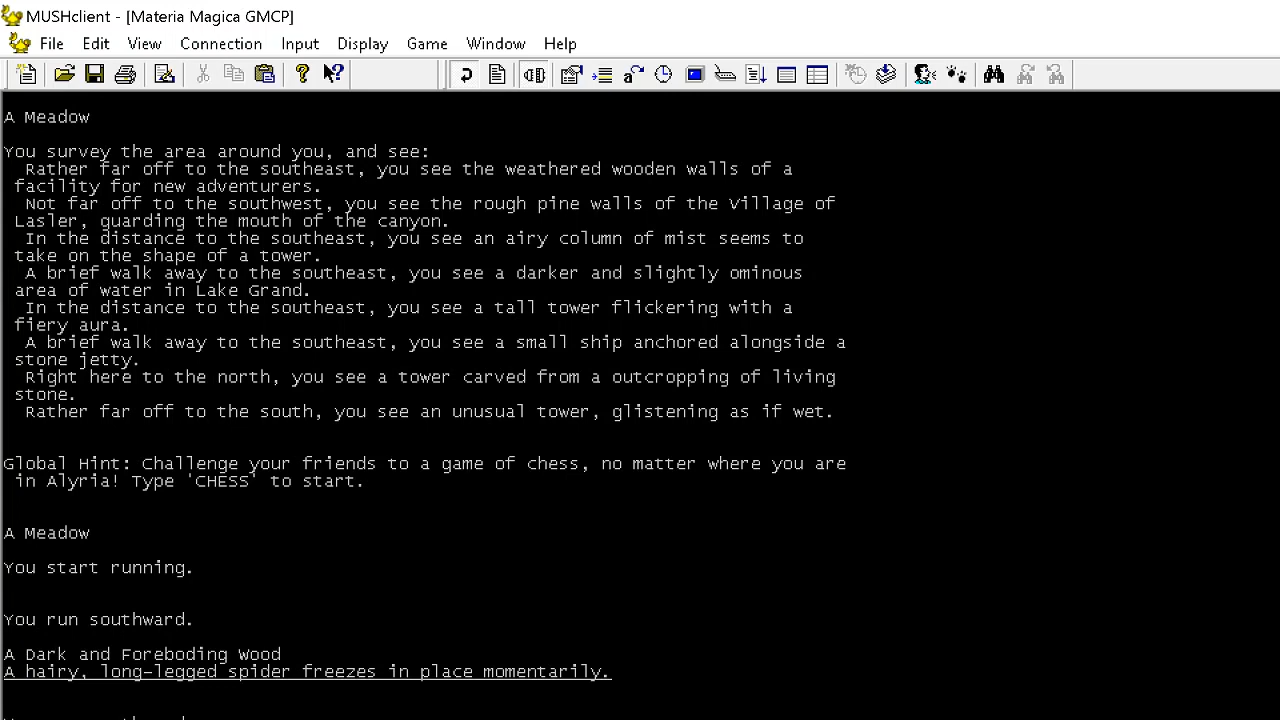 MUSHclient - [Materia Magica GMCP]
File Edit View Connection Input Display Game Window Help
A Meadow
You survey the area around you, and see:
Rather far off to the southeast, you see the weathered wooden walls of a
facility for new adventurers.
Not far off to the southwest, you see the rough pine walls of the Village of
Lasler, guarding the mouth of the canyon.
In the distance to the southeast, you see an airy column of mist seems to
take on the shape of a tower.
A brief walk away to the southeast, you see a darker and slightly ominous
area of water in Lake Grand.
In the distance to the southeast, you see a tall tower flickering with a
fiery aura.
A brief walk away to the southeast, you see a small ship anchored alongside a
stone jetty.
Right here to the north, you see a tower carved from a outcropping of living
stone.
Rather far off to the south, you see an unusual tower, glistening as if wet.
Global Hint: Challenge your friends to a game of chess, no matter where you are
in Alyria! Type 'CHESS' to start.
A Meadow
You start running.
You run southward.
A Dark and Foreboding Wood
A hairy, long-legged spider freezes in place momentarily.